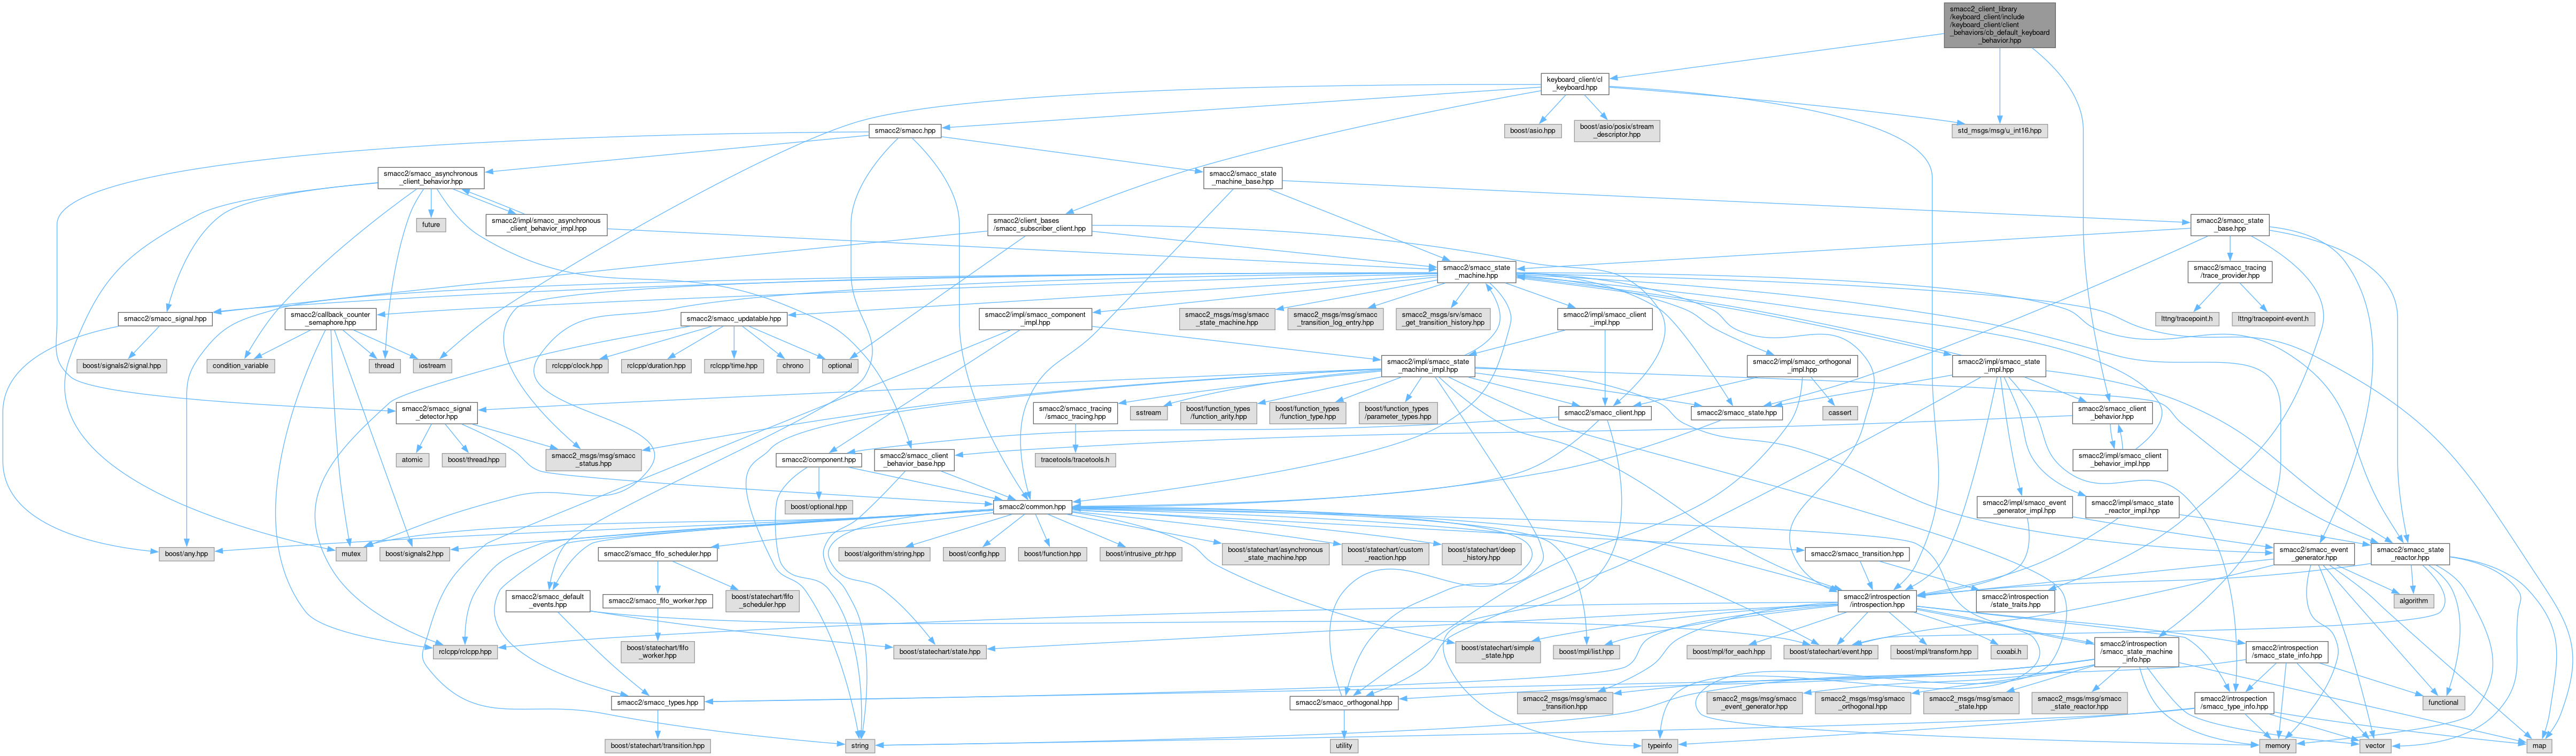 smacc2_client_library
/keyboard_client/include
/keyboard_client/client
_behaviors/cb_default_keyboard
_behavior.hpp
keyboard_client/cl
_keyboard.hpp
smacc2/smacc.hpp
boost/asio.hpp
boost/asio/posix/stream
_descriptor.hpp
std_msgs/msg/u_int16.hpp
smacc2/smacc_asynchronous
_client_behavior.hpp
smacc2/smacc_state
_machine_base.hpp
future
smacc2/impl/smacc_asynchronous
_client_behavior_impl.hpp
smacc2/client_bases
/smacc_subscriber_client.hpp
smacc2/smacc_state
_base.hpp
smacc2/smacc_state
_machine.hpp
smacc2/smacc_tracing
/trace_provider.hpp
smacc2/smacc_signal.hpp
smacc2/callback_counter
_semaphore.hpp
smacc2/smacc_updatable.hpp
smacc2/impl/smacc_component
_impl.hpp
smacc2_msgs/msg/smacc
_state_machine.hpp
smacc2_msgs/msg/smacc
_transition_log_entry.hpp
smacc2_msgs/srv/smacc
_get_transition_history.hpp
smacc2/impl/smacc_client
_impl.hpp
lttng/tracepoint.h
lttng/tracepoint-event.h
boost/signals2/signal.hpp
condition_variable
thread
iostream
rclcpp/clock.hpp
rclcpp/duration.hpp
rclcpp/time.hpp
chrono
optional
smacc2/impl/smacc_state
_machine_impl.hpp
smacc2/impl/smacc_orthogonal
_impl.hpp
smacc2/impl/smacc_state
_impl.hpp
smacc2/smacc_signal
_detector.hpp
smacc2/smacc_tracing
/smacc_tracing.hpp
sstream
boost/function_types
/function_arity.hpp
boost/function_types
/function_type.hpp
boost/function_types
/parameter_types.hpp
smacc2/smacc_client.hpp
smacc2/smacc_state.hpp
cassert
smacc2/smacc_client
_behavior.hpp
atomic
boost/thread.hpp
smacc2_msgs/msg/smacc
_status.hpp
smacc2/component.hpp
smacc2/smacc_client
_behavior_base.hpp
tracetools/tracetools.h
smacc2/impl/smacc_client
_behavior_impl.hpp
boost/optional.hpp
smacc2/common.hpp
smacc2/impl/smacc_event
_generator_impl.hpp
smacc2/impl/smacc_state
_reactor_impl.hpp
boost/any.hpp
mutex
boost/signals2.hpp
smacc2/smacc_fifo_scheduler.hpp
boost/algorithm/string.hpp
boost/config.hpp
boost/function.hpp
boost/intrusive_ptr.hpp
boost/statechart/asynchronous
_state_machine.hpp
boost/statechart/custom
_reaction.hpp
boost/statechart/deep
_history.hpp
smacc2/smacc_transition.hpp
smacc2/smacc_event
_generator.hpp
smacc2/smacc_state
_reactor.hpp
smacc2/smacc_default
_events.hpp
smacc2/smacc_fifo_worker.hpp
boost/statechart/fifo
_scheduler.hpp
smacc2/introspection
/introspection.hpp
smacc2/introspection
/state_traits.hpp
algorithm
rclcpp/rclcpp.hpp
boost/statechart/fifo
_worker.hpp
boost/statechart/state.hpp
boost/statechart/simple
_state.hpp
boost/mpl/list.hpp
boost/mpl/for_each.hpp
boost/statechart/event.hpp
boost/mpl/transform.hpp
cxxabi.h
smacc2/introspection
/smacc_state_machine
_info.hpp
smacc2/introspection
/smacc_state_info.hpp
smacc2/smacc_types.hpp
smacc2/smacc_orthogonal.hpp
smacc2_msgs/msg/smacc
_transition.hpp
smacc2_msgs/msg/smacc
_event_generator.hpp
smacc2_msgs/msg/smacc
_orthogonal.hpp
smacc2_msgs/msg/smacc
_state.hpp
smacc2_msgs/msg/smacc
_state_reactor.hpp
smacc2/introspection
/smacc_type_info.hpp
functional
boost/statechart/transition.hpp
string
utility
typeinfo
memory
vector
map